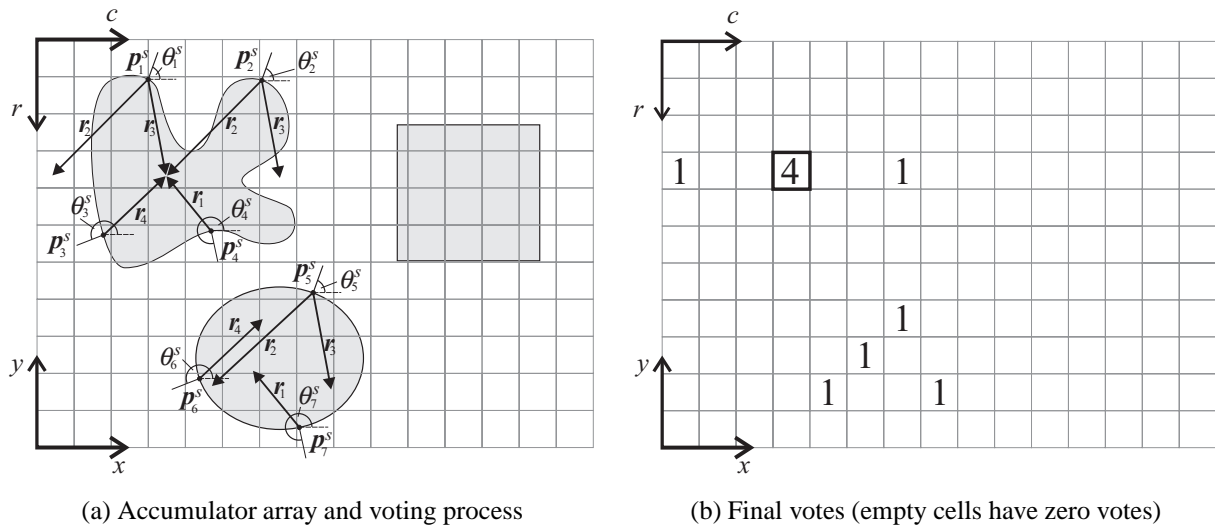 c
r
p₁ˢ
θ₁ˢ
p₂ˢ
θ₂ˢ
r₂
r₃
r₂
r₃
θ₃ˢ
r₄
r₁
θ₄ˢ
p₃ˢ
p₄ˢ
p₅ˢ
θ₅ˢ
r₄
r₂
r₃
θ₆ˢ
p₆ˢ
r₁
θ₇ˢ
p₇ˢ
y
x
(a) Accumulator array and voting process
c
r
1 4 1
1
1
1 1
y
x
(b) Final votes (empty cells have zero votes)